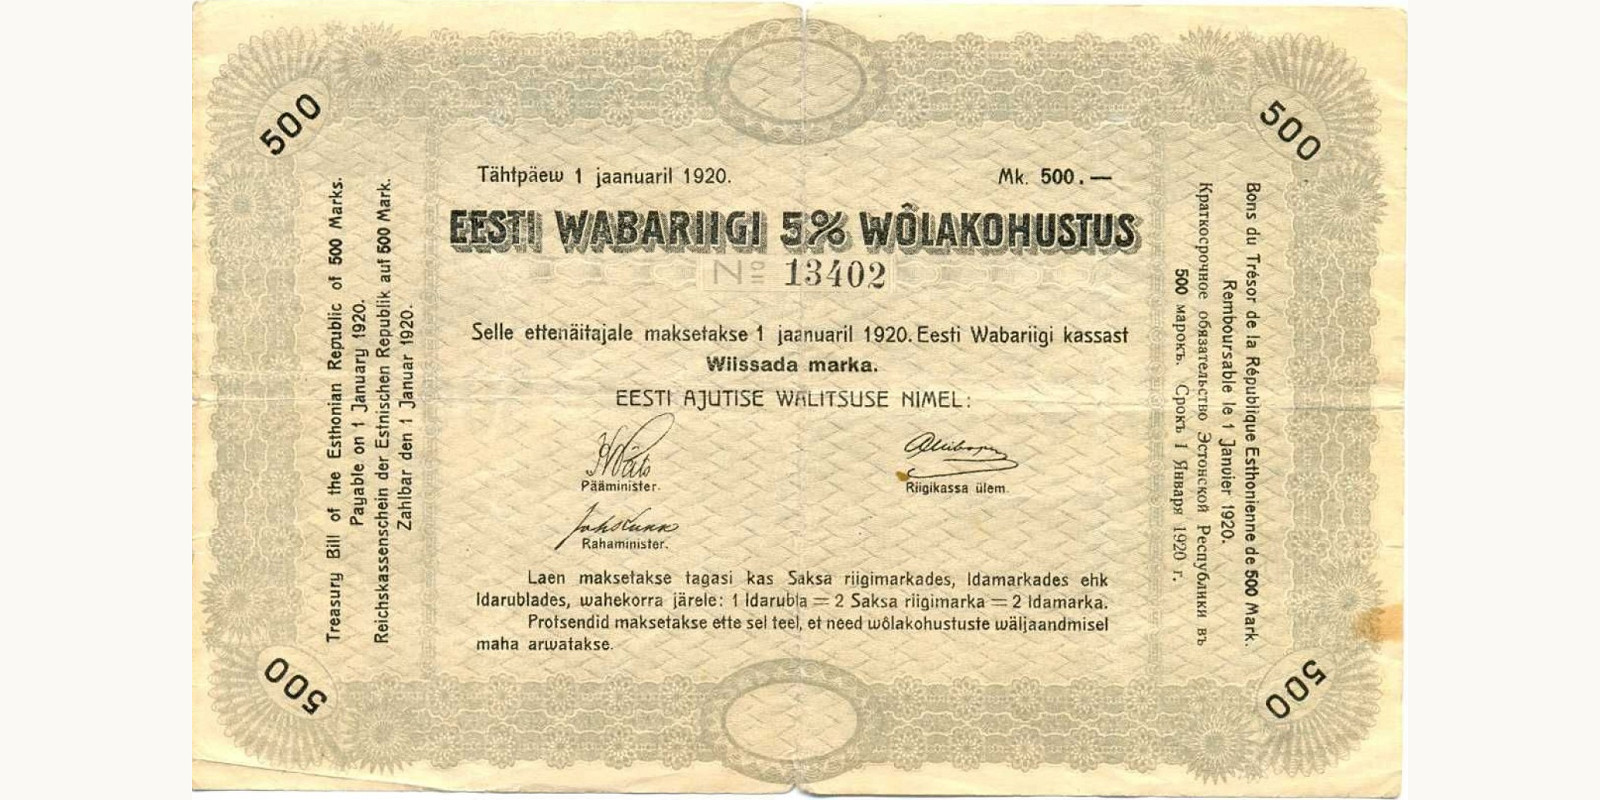 500
500
Tähtpäew 1 jaanuaril 1920.
Mk. 500.—
EESTI WABARIIGI 5% WÔLAKOHUSTUS
№ 13402
Selle ettenäitajale maksetakse 1 jaanuaril 1920. Eesti Wabariigi kassast
Wiissada marka.
EESTI AJUTISE WALITSUSE NIMEL:
Pääminister.
Riigikassa ülem.
Rahaminister.
Laen maksetakse tagasi kas Saksa riigimarkades, Idamarkades ehk
Idarublades, wahekorra järele: 1 Idarubla = 2 Saksa riigimarka = 2 Idamarka.
Protsendid maksetakse ette sel teel, et need wôlakohustuste wäljaandmisel
maha arwatakse.
Treasury Bill of the Esthonian Republic of 500 Marks.
Payable on 1 January 1920.
Reichskassenschein der Estnischen Republik auf 500 Mark.
Zahlbar den 1 Januar 1920.
Bons du Trésor de la République Esthonienne de 500 Mark.
Remboursable le 1 Janvier 1920.
Краткосрочное обязательство Эстонской Республики въ
500 марокъ. Срокъ 1 Января 1920 г.
500
500